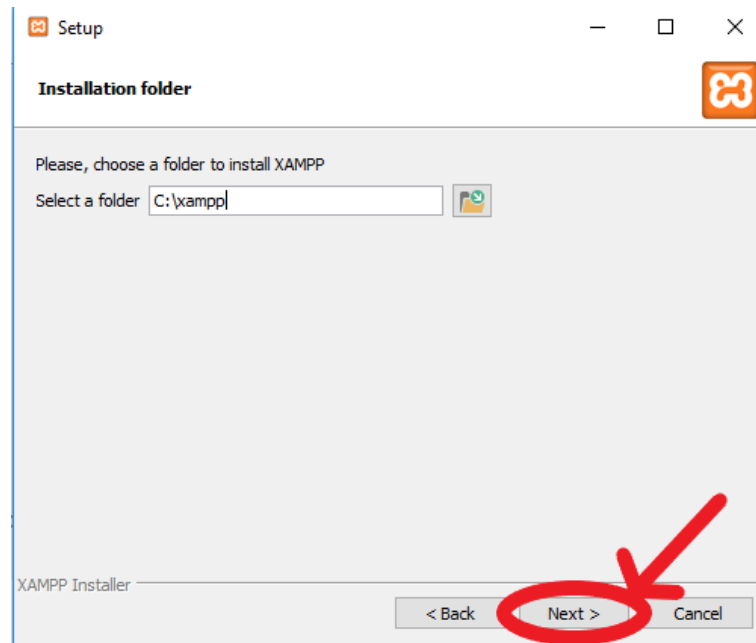 Setup
Installation folder
Please, choose a folder to install XAMPP
Select a folder C:\xampp
XAMPP Installer
< Back Next > Cancel